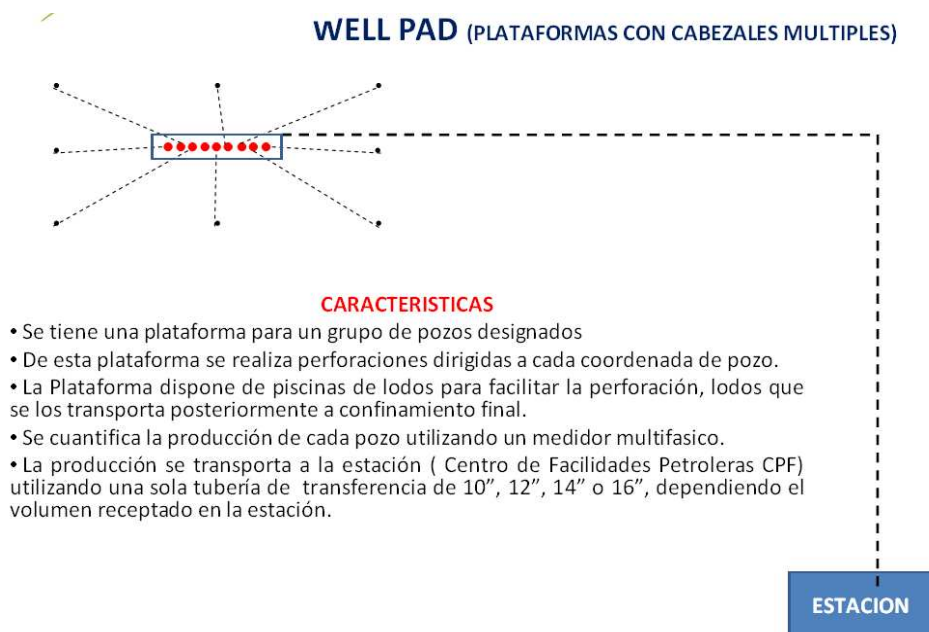 WELL PAD (PLATAFORMAS CON CABEZALES MULTIPLES)
CARACTERISTICAS
• Se tiene una plataforma para un grupo de pozos designados
• De esta plataforma se realiza perforaciones dirigidas a cada coordenada de pozo.
• La Plataforma dispone de piscinas de lodos para facilitar la perforación, lodos que
se los transporta posteriormente a confinamiento final.
• Se cuantifica la producción de cada pozo utilizando un medidor multifasico.
• La producción se transporta a la estación ( Centro de Facilidades Petroleras CPF)
utilizando una sola tubería de transferencia de 10”, 12”, 14” o 16”, dependiendo el
volumen receptado en la estación.
ESTACION